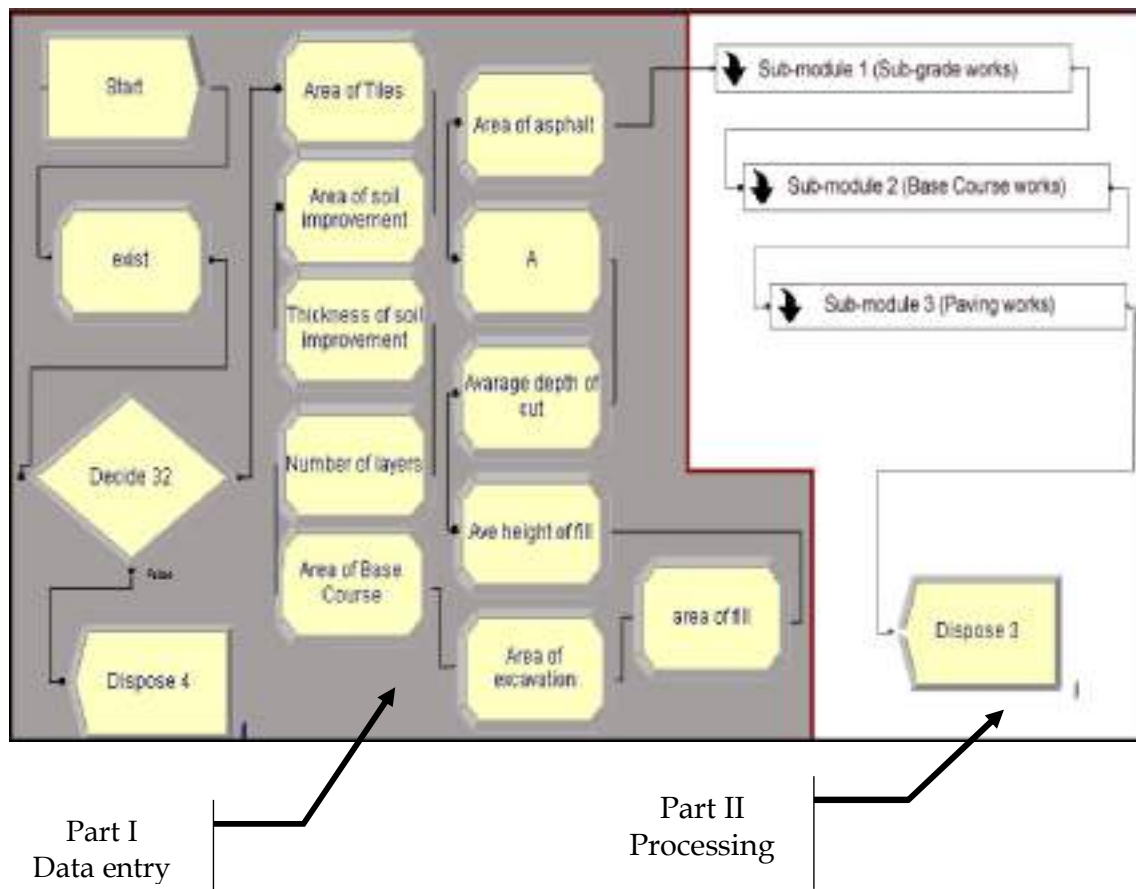 Start
exist
Decide 32
False
Dispose 4
Area of Tiles
Area of soil
improvement
Thickness of soil
improvement
Number of layers
Area of Base
Course
Area of asphalt
A
Avarage depth of
cut
Ave height of fill
Area of
excavation
area of fill
Sub-module 1 (Sub-grade works)
Sub-module 2 (Base Course works)
Sub-module 3 (Paving works)
Dispose 3
Part I
Data entry
Part II
Processing